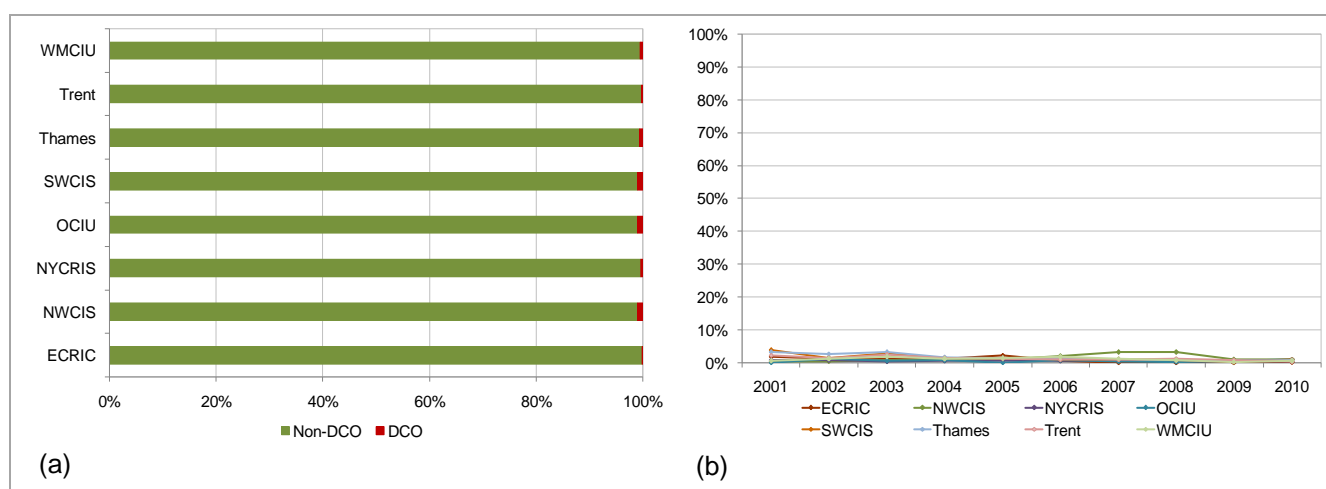 WMCIU
Trent
Thames
SWCIS
OCIU
NYCRIS
NWCIS
ECRIC
0% 20% 40% 60% 80% 100%
Non-DCO DCO
(a)
100%
90%
80%
70%
60%
50%
40%
30%
20%
10%
0%
2001 2002 2003 2004 2005 2006 2007 2008 2009 2010
ECRIC NWCIS NYCRIS OCIU
SWCIS Thames Trent WMCIU
(b)